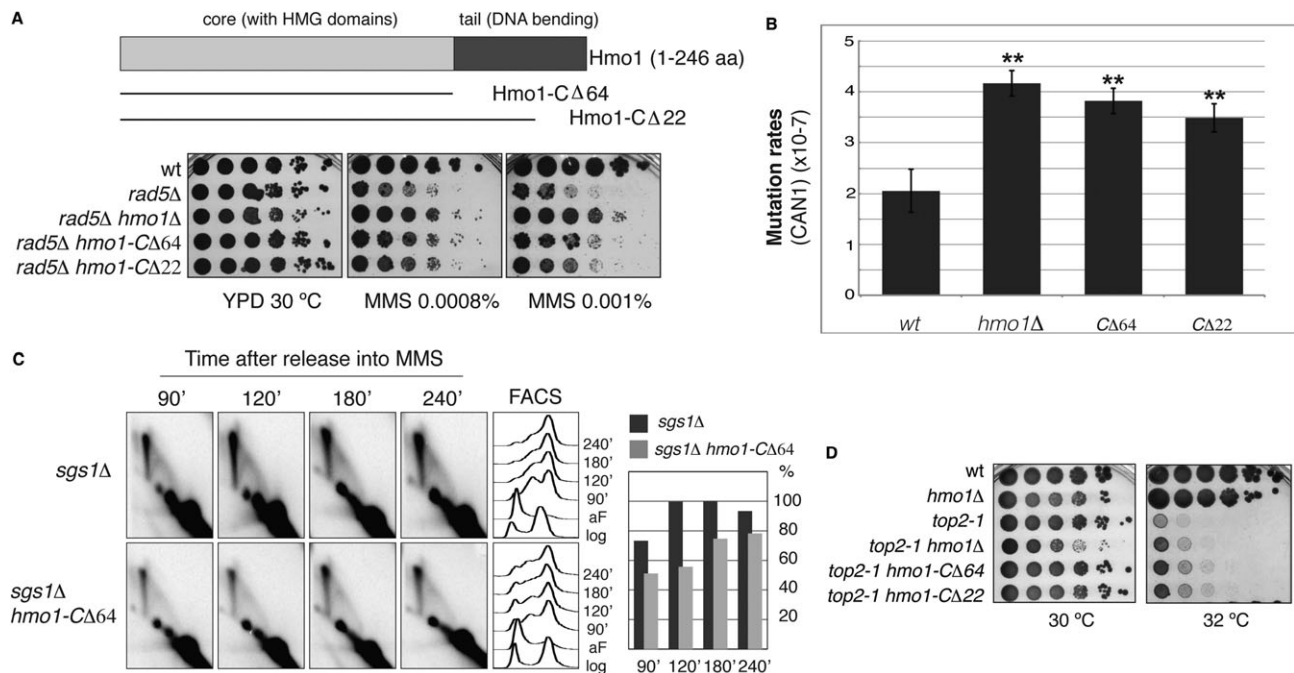 A
core (with HMG domains)
tail (DNA bending)
Hmo1 (1-246 aa)
Hmo1-CΔ64
Hmo1-CΔ22
wt
rad5Δ
rad5Δ hmo1Δ
rad5Δ hmo1-CΔ64
rad5Δ hmo1-CΔ22
YPD 30 ºC
MMS 0.0008%
MMS 0.001%
B
Mutation rates
(CAN1) (x10-7)
5
4
3
2
1
0
**
**
**
wt
hmo1Δ
CΔ64
CΔ22
C
Time after release into MMS
90’
120’
180’
240’
FACS
sgs1Δ
240’
180’
120’
90’
aF
log
sgs1Δ
hmo1-CΔ64
240’
180’
120’
90’
aF
log
sgs1Δ
sgs1Δ hmo1-CΔ64
%
100
80
60
40
20
90’
120’
180’
240’
D
wt
hmo1Δ
top2-1
top2-1 hmo1Δ
top2-1 hmo1-CΔ64
top2-1 hmo1-CΔ22
30 ºC
32 ºC